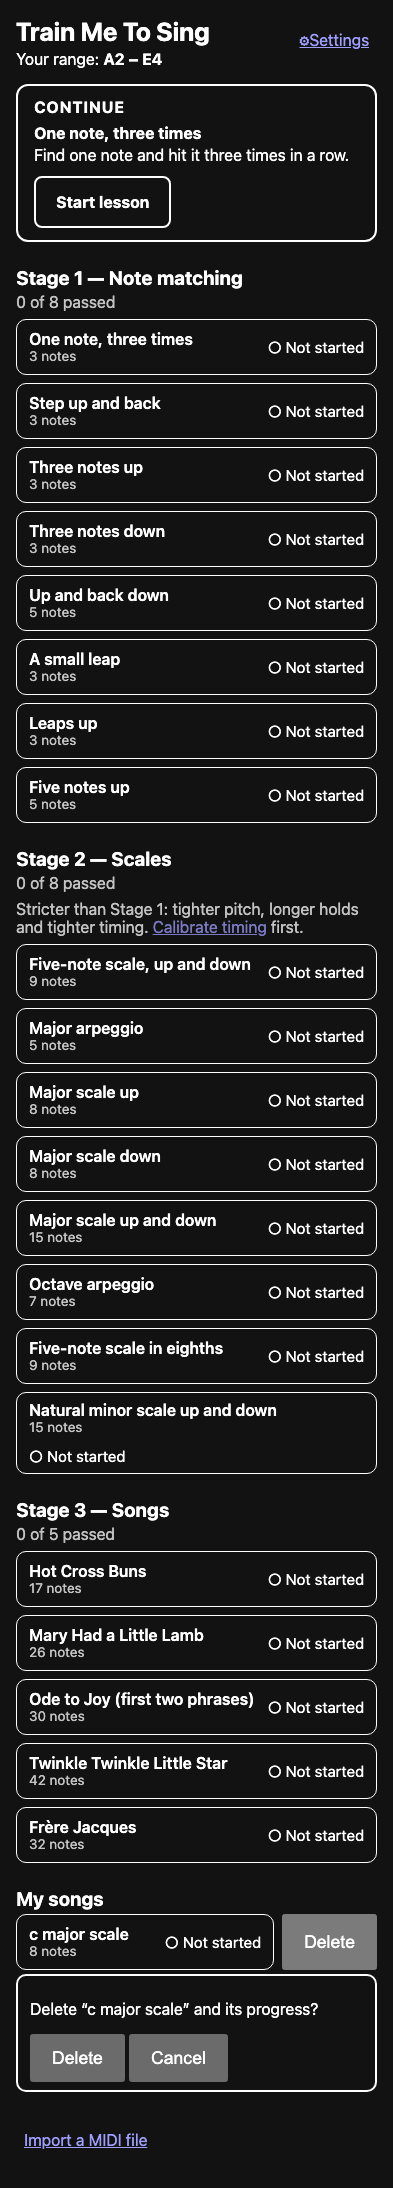 Train Me To Sing
⚙Settings
Your range: A2 – E4
CONTINUE
One note, three times
Find one note and hit it three times in a row.
Start lesson
Stage 1 — Note matching
0 of 8 passed
One note, three times
3 notes
Not started
Step up and back
3 notes
Not started
Three notes up
3 notes
Not started
Three notes down
3 notes
Not started
Up and back down
5 notes
Not started
A small leap
3 notes
Not started
Leaps up
3 notes
Not started
Five notes up
5 notes
Not started
Stage 2 — Scales
0 of 8 passed
Stricter than Stage 1: tighter pitch, longer holds
and tighter timing. Calibrate timing first.
Five-note scale, up and down
9 notes
Not started
Major arpeggio
5 notes
Not started
Major scale up
8 notes
Not started
Major scale down
8 notes
Not started
Major scale up and down
15 notes
Not started
Octave arpeggio
7 notes
Not started
Five-note scale in eighths
9 notes
Not started
Natural minor scale up and down
15 notes
Not started
Stage 3 — Songs
0 of 5 passed
Hot Cross Buns
17 notes
Not started
Mary Had a Little Lamb
26 notes
Not started
Ode to Joy (first two phrases)
30 notes
Not started
Twinkle Twinkle Little Star
42 notes
Not started
Frère Jacques
32 notes
Not started
My songs
c major scale
8 notes
Not started
Delete
Delete “c major scale” and its progress?
Delete
Cancel
Import a MIDI file